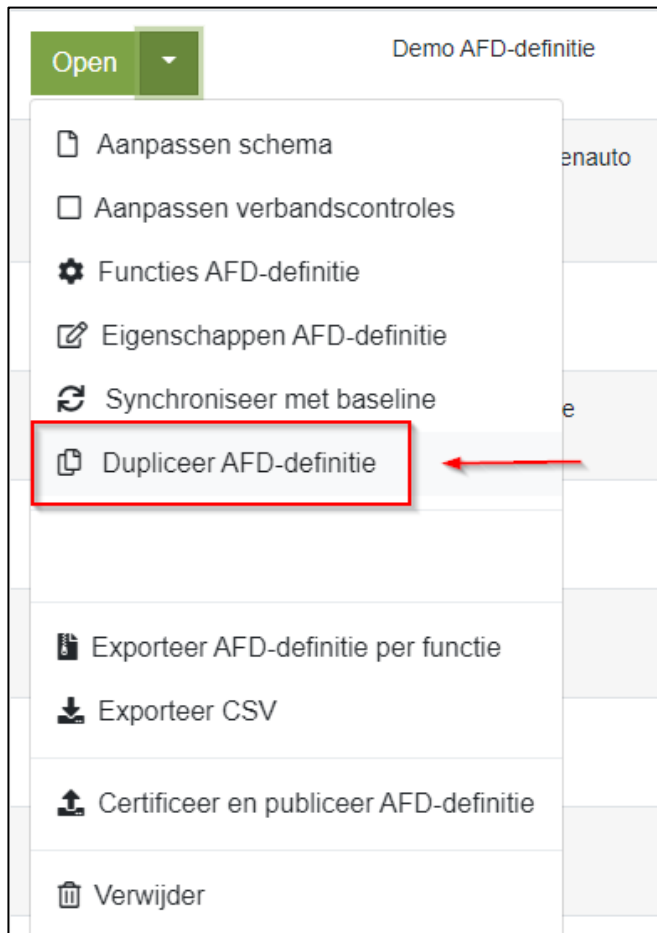 Open
Demo AFD-definitie
Aanpassen schema
enauto
Aanpassen verbandscontroles
Functies AFD-definitie
Eigenschappen AFD-definitie
Synchroniseer met baseline
e
Dupliceer AFD-definitie
Exporteer AFD-definitie per functie
Exporteer CSV
Certificeer en publiceer AFD-definitie
Verwijder